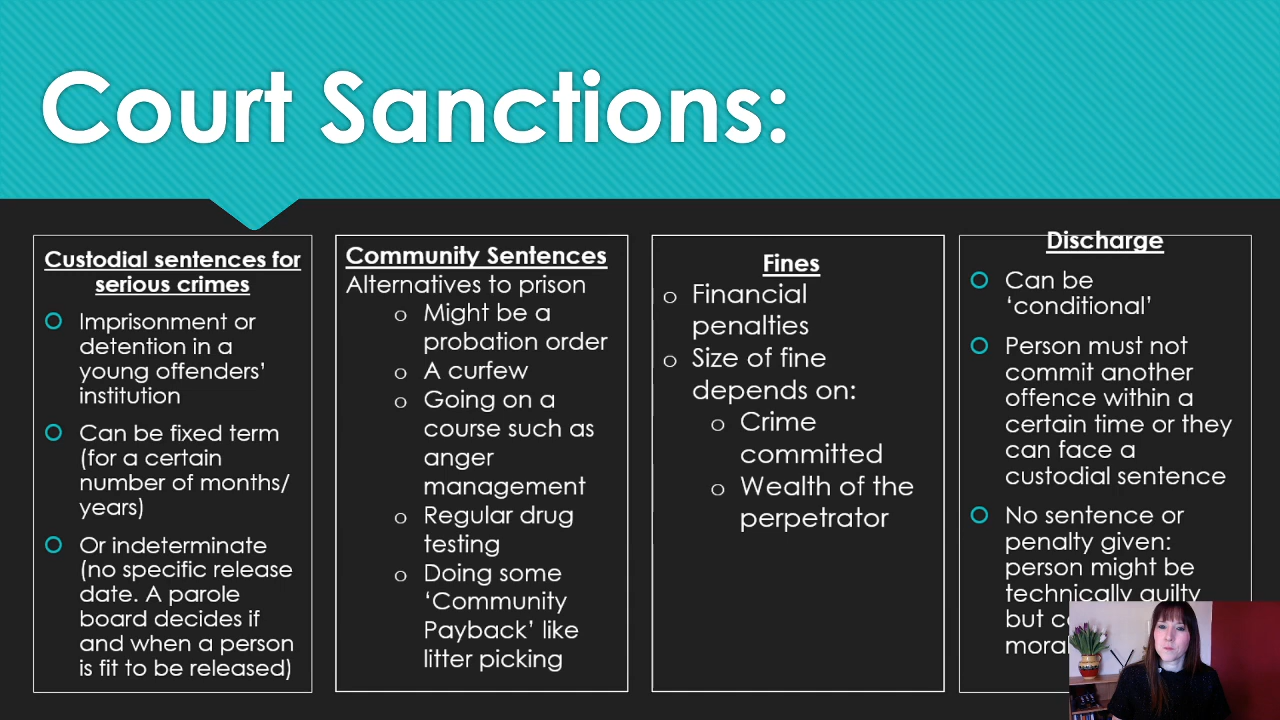 Court Sanctions:
Custodial sentences for
serious crimes
Imprisonment or
detention in a
young offenders’
institution
Can be fixed term
(for a certain
number of months/
years)
Or indeterminate
(no specific release
date. A parole
board decides if
and when a person
is fit to be released)
Community Sentences
Alternatives to prison
Might be a
probation order
A curfew
Going on a
course such as
anger
management
Regular drug
testing
Doing some
‘Community
Payback’ like
litter picking
Fines
Financial
penalties
Size of fine
depends on:
Crime
committed
Wealth of the
perpetrator
Discharge
Can be
‘conditional’
Person must not
commit another
offence within a
certain time or they
can face a
custodial sentence
No sentence or
penalty given:
person might be
technically guilty
but